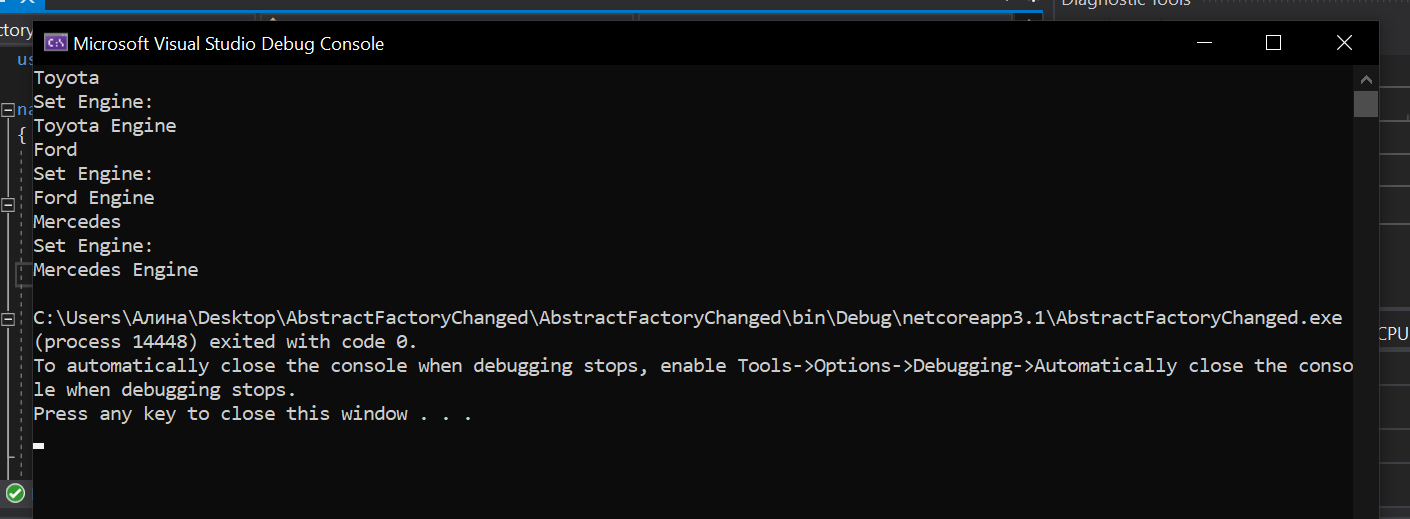 Diagnostic Tools
ctory
Microsoft Visual Studio Debug Console
us
na
{
Toyota
Set Engine:
Toyota Engine
Ford
Set Engine:
Ford Engine
Mercedes
Set Engine:
Mercedes Engine
C:\Users\Алина\Desktop\AbstractFactoryChanged\AbstractFactoryChanged\bin\Debug\netcoreapp3.1\AbstractFactoryChanged.exe
(process 14448) exited with code 0.
To automatically close the console when debugging stops, enable Tools->Options->Debugging->Automatically close the conso
le when debugging stops.
Press any key to close this window . . .
CPU